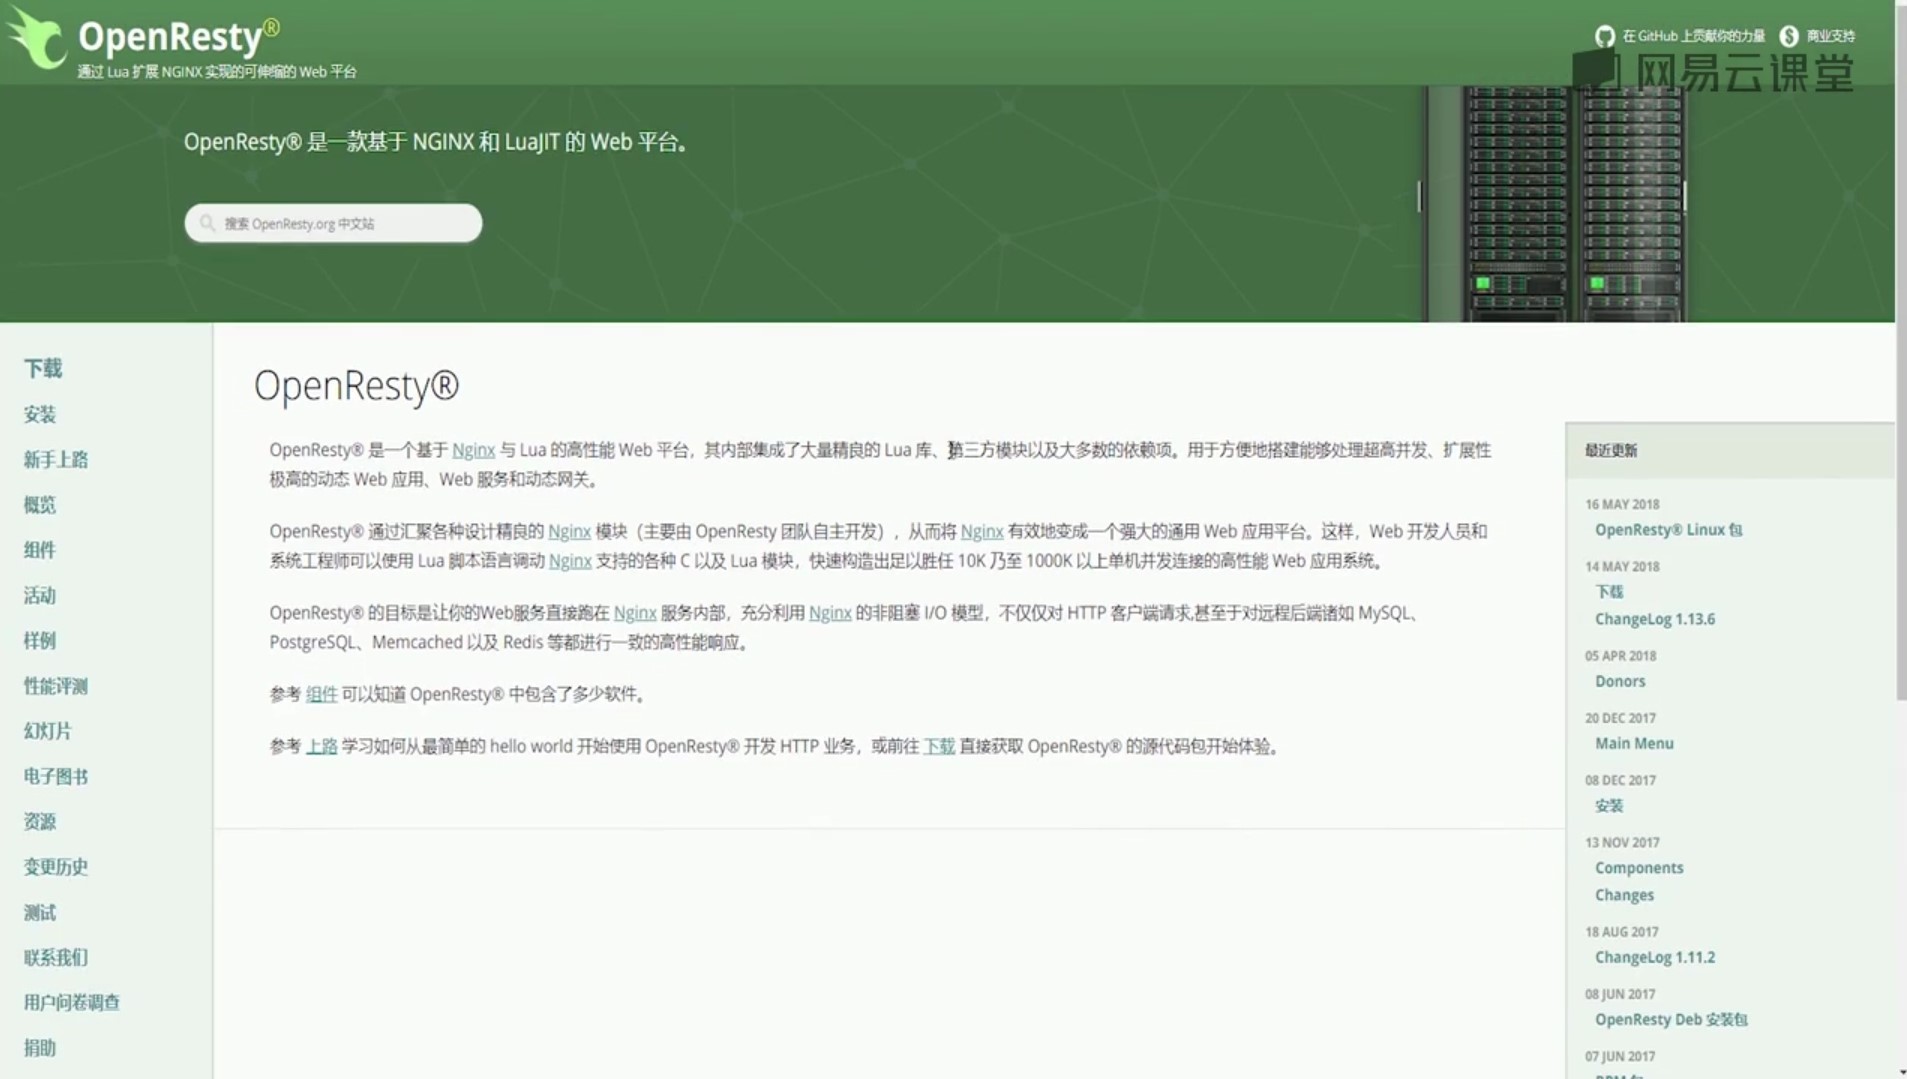 OpenResty®
通过 Lua 扩展 NGINX 实现的可伸缩的 Web 平台
在 GitHub 上贡献你的力量
商业支持
网易云课堂
OpenResty® 是一款基于 NGINX 和 LuaJIT 的 Web 平台。
搜索 OpenResty.org 中文站
下载
安装
新手上路
概览
组件
活动
样例
性能评测
幻灯片
电子图书
资源
变更历史
测试
联系我们
用户问卷调查
捐助
OpenResty®
OpenResty® 是一个基于 Nginx 与 Lua 的高性能 Web 平台，其内部集成了大量精良的 Lua 库、第三方模块以及大多数的依赖项。用于方便地搭建能够处理超高并发、扩展性
极高的动态 Web 应用、Web 服务和动态网关。
OpenResty® 通过汇聚各种设计精良的 Nginx 模块（主要由 OpenResty 团队自主开发），从而将 Nginx 有效地变成一个强大的通用 Web 应用平台。这样，Web 开发人员和
系统工程师可以使用 Lua 脚本语言调动 Nginx 支持的各种 C 以及 Lua 模块，快速构造出足以胜任 10K 乃至 1000K 以上单机并发连接的高性能 Web 应用系统。
OpenResty® 的目标是让你的Web服务直接跑在 Nginx 服务内部，充分利用 Nginx 的非阻塞 I/O 模型，不仅仅对 HTTP 客户端请求,甚至于对远程后端诸如 MySQL、
PostgreSQL、Memcached 以及 Redis 等都进行一致的高性能响应。
参考 组件 可以知道 OpenResty® 中包含了多少软件。
参考 上路 学习如何从最简单的 hello world 开始使用 OpenResty® 开发 HTTP 业务，或前往 下载 直接获取 OpenResty® 的源代码包开始体验。
最近更新
16 MAY 2018
OpenResty® Linux 包
14 MAY 2018
下载
ChangeLog 1.13.6
05 APR 2018
Donors
20 DEC 2017
Main Menu
08 DEC 2017
安装
13 NOV 2017
Components
Changes
18 AUG 2017
ChangeLog 1.11.2
08 JUN 2017
OpenResty Deb 安装包
07 JUN 2017